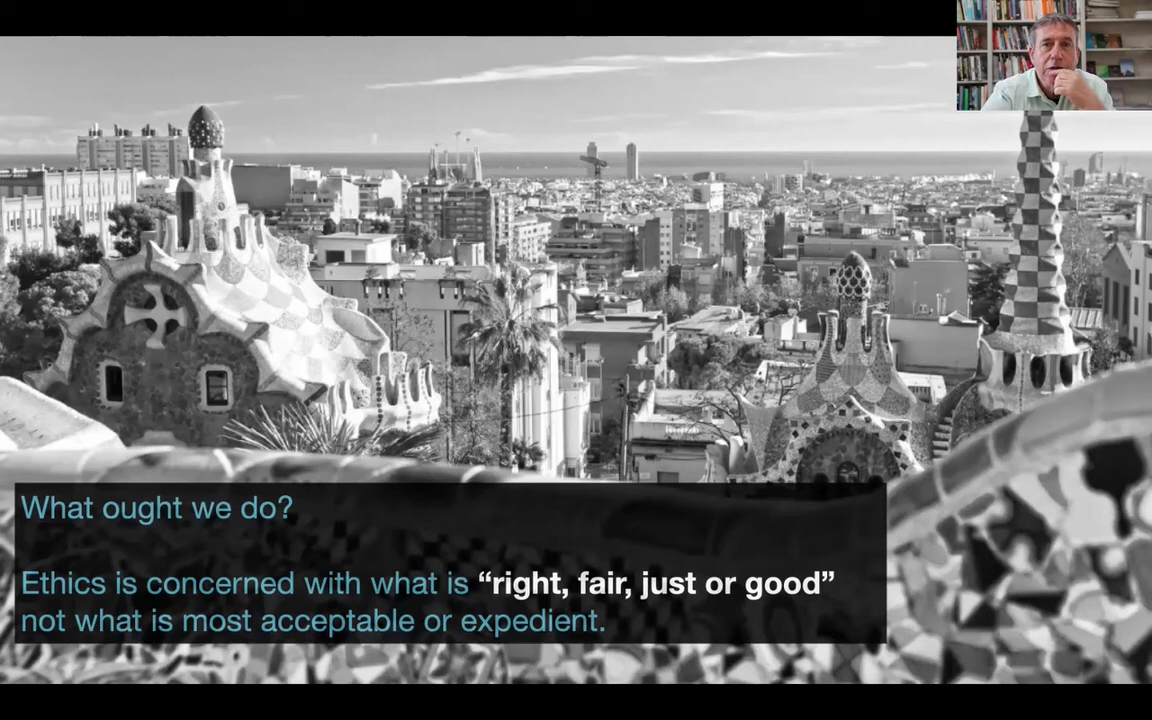 What ought we do?
Ethics is concerned with what is “right, fair, just or good”
not what is most acceptable or expedient.